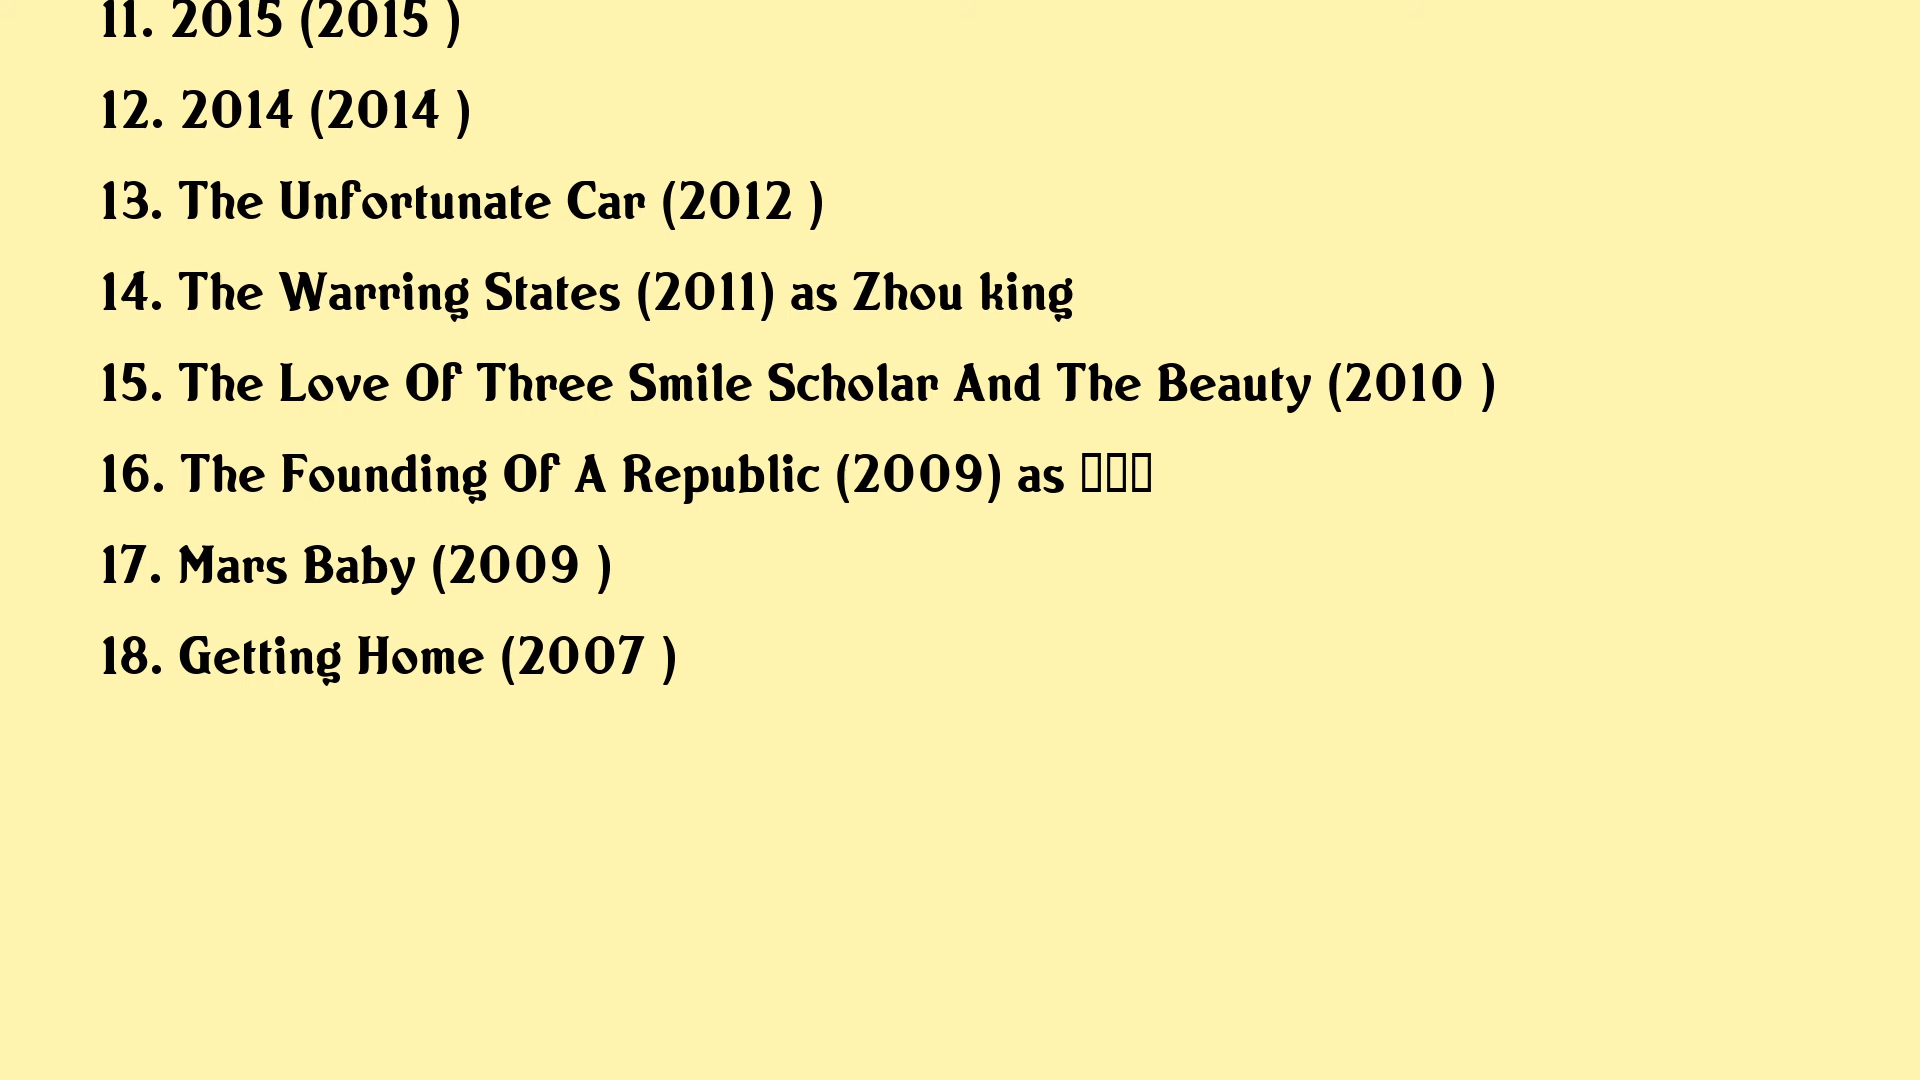 11. 2015 (2015 )
12. 2014 (2014 )
13. The Unfortunate Car (2012 )
14. The Warring States (2011) as Zhou king
15. The Love Of Three Smile Scholar And The Beauty (2010 )
16. The Founding Of A Republic (2009) as
17. Mars Baby (2009 )
18. Getting Home (2007 )